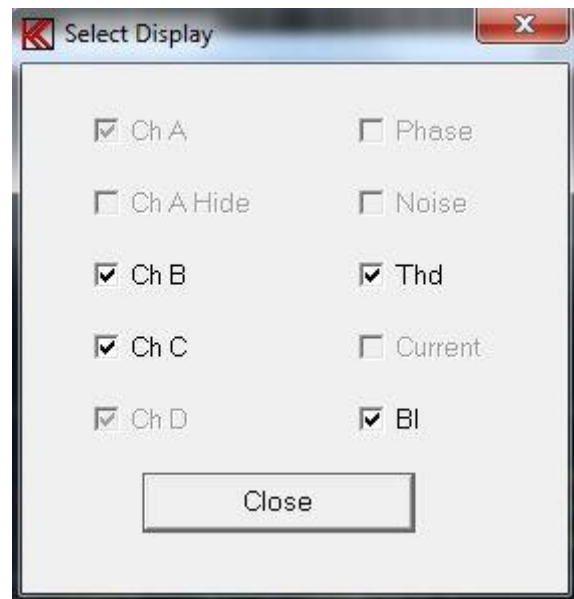 Select Display
Ch A
Phase
Ch A Hide
Noise
Ch B
Thd
Ch C
Current
Ch D
Bl
Close